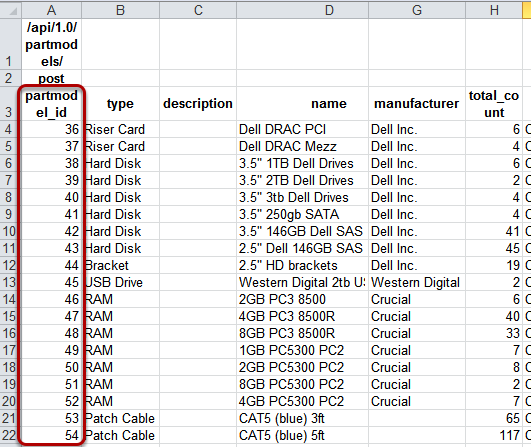 A B C D G H
1 /api/1.0/
partmod
els/
2 post
3 partmod
el_id type description name manufacturer total_co
unt
4 36 Riser Card Dell DRAC PCI Dell Inc. 6
5 37 Riser Card Dell DRAC Mezz Dell Inc. 4
6 38 Hard Disk 3.5" 1TB Dell Drives Dell Inc. 6
7 39 Hard Disk 3.5" 2TB Dell Drives Dell Inc. 2
8 40 Hard Disk 3.5" 3tb Dell Drives Dell Inc. 4
9 41 Hard Disk 3.5" 250gb SATA Dell Inc. 4
10 42 Hard Disk 3.5" 146GB Dell SAS Dell Inc. 41
11 43 Hard Disk 2.5" Dell 146GB SAS Dell Inc. 45
12 44 Bracket 2.5" HD brackets Dell Inc. 19
13 45 USB Drive Western Digital 2tb Western Digital 2
14 46 RAM 2GB PC3 8500 Crucial 6
15 47 RAM 4GB PC3 8500R Crucial 40
16 48 RAM 8GB PC3 8500R Crucial 33
17 49 RAM 1GB PC5300 PC2 Crucial 7
18 50 RAM 2GB PC5300 PC2 Crucial 8
19 51 RAM 8GB PC5300 PC2 Crucial 2
20 52 RAM 4GB PC5300 PC2 Crucial 7
21 53 Patch Cable CAT5 (blue) 3ft 65
22 54 Patch Cable CAT5 (blue) 5ft 117